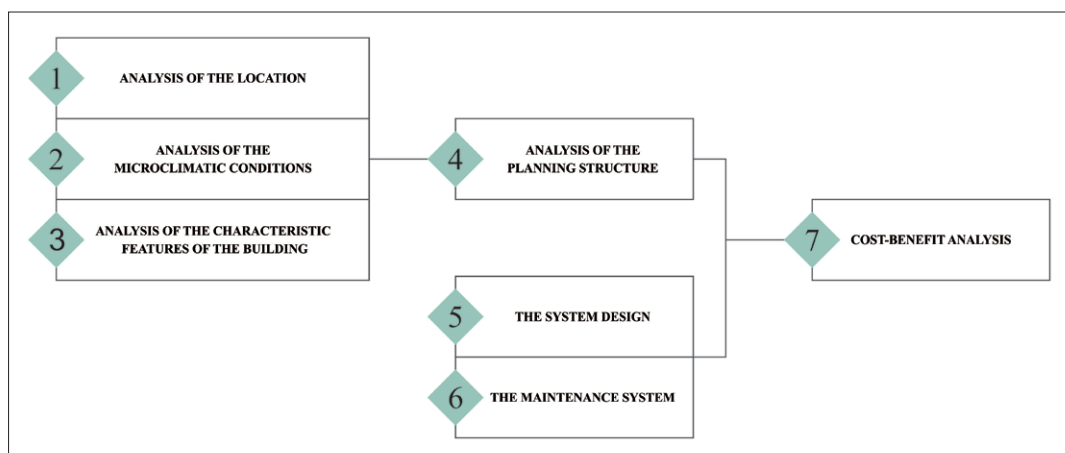 1
ANALYSIS OF THE LOCATION
2
ANALYSIS OF THE
MICROCLIMATIC CONDITIONS
3
ANALYSIS OF THE CHARACTERISTIC
FEATURES OF THE BUILDING
4
ANALYSIS OF THE
PLANNING STRUCTURE
5
THE SYSTEM DESIGN
6
THE MAINTENANCE SYSTEM
7
COST-BENEFIT ANALYSIS